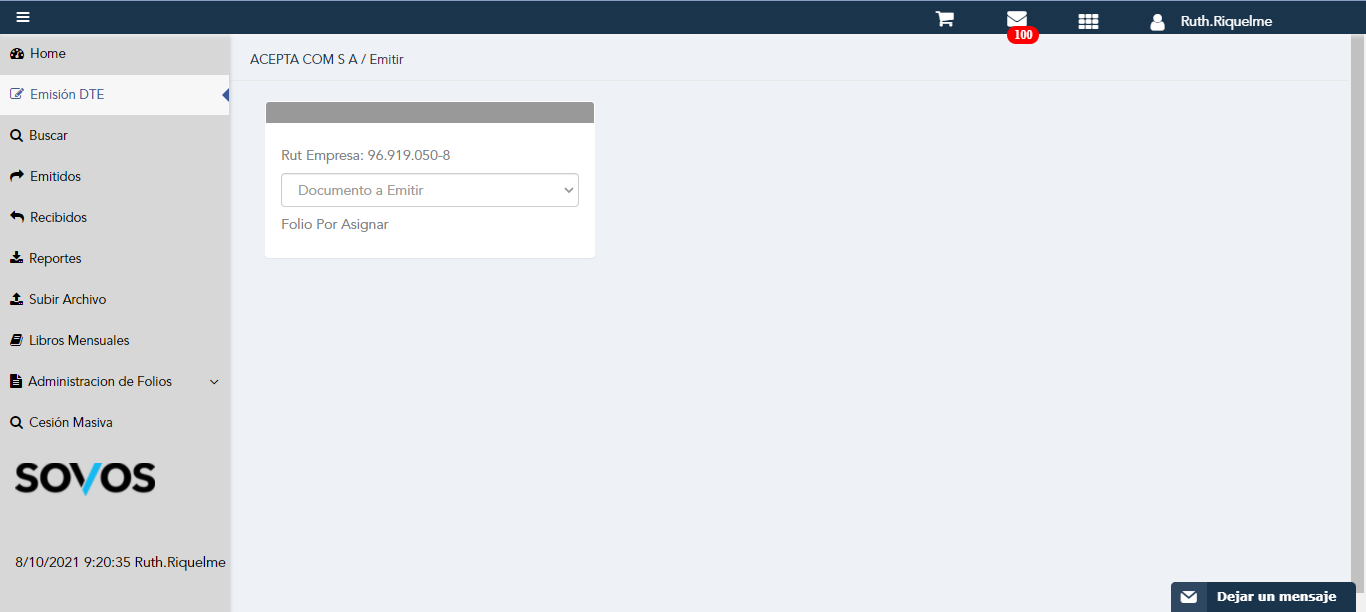 Ruth.Riquelme
100
Home
Emisión DTE
Buscar
Emitidos
Recibidos
Reportes
Subir Archivo
Libros Mensuales
Administracion de Folios
Cesión Masiva
SOVOS
8/10/2021 9:20:35 Ruth.Riquelme
ACEPTA COM S A / Emitir
Rut Empresa: 96.919.050-8
Documento a Emitir
Folio Por Asignar
Dejar un mensaje